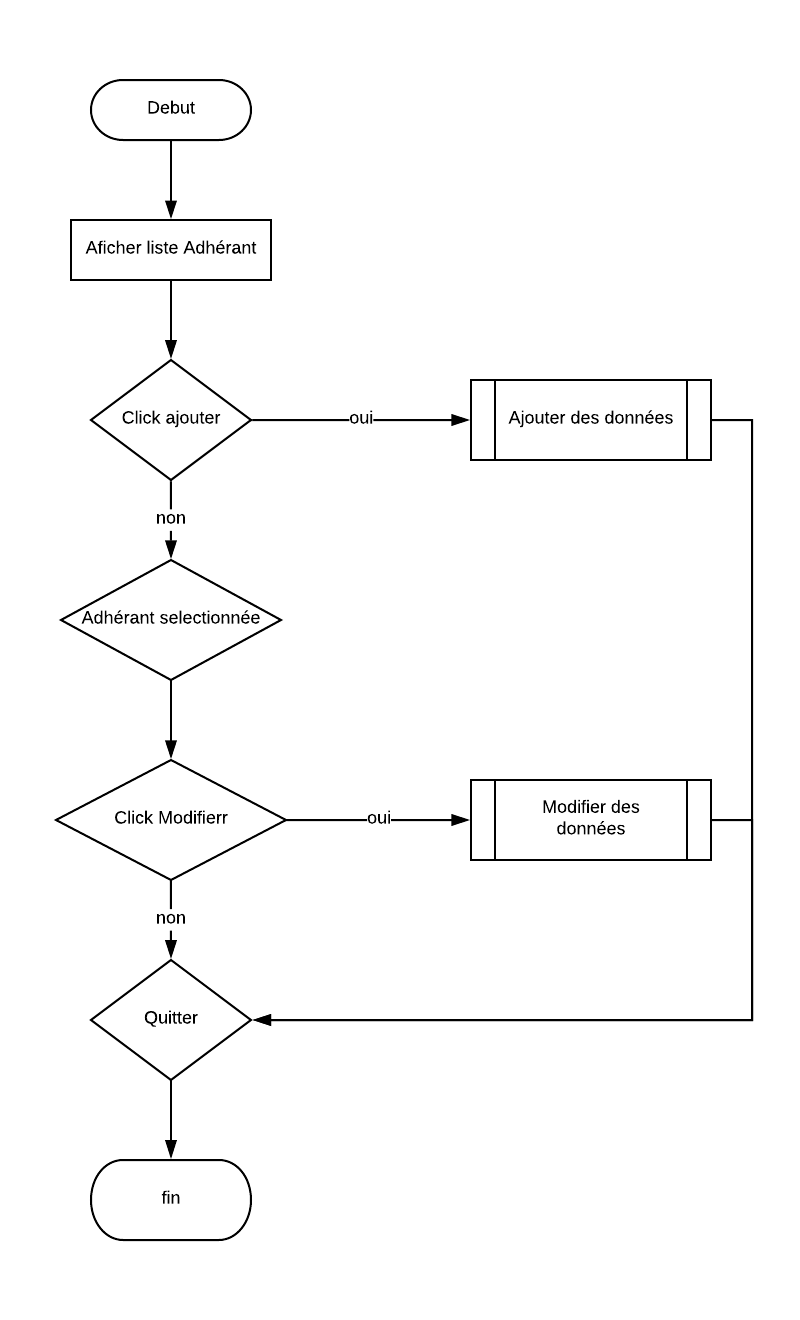 Debut
Aficher liste Adhérant
Click ajouter
oui
Ajouter des données
non
Adhérant selectionnée
Click Modifierr
oui
Modifier des
données
non
Quitter
fin